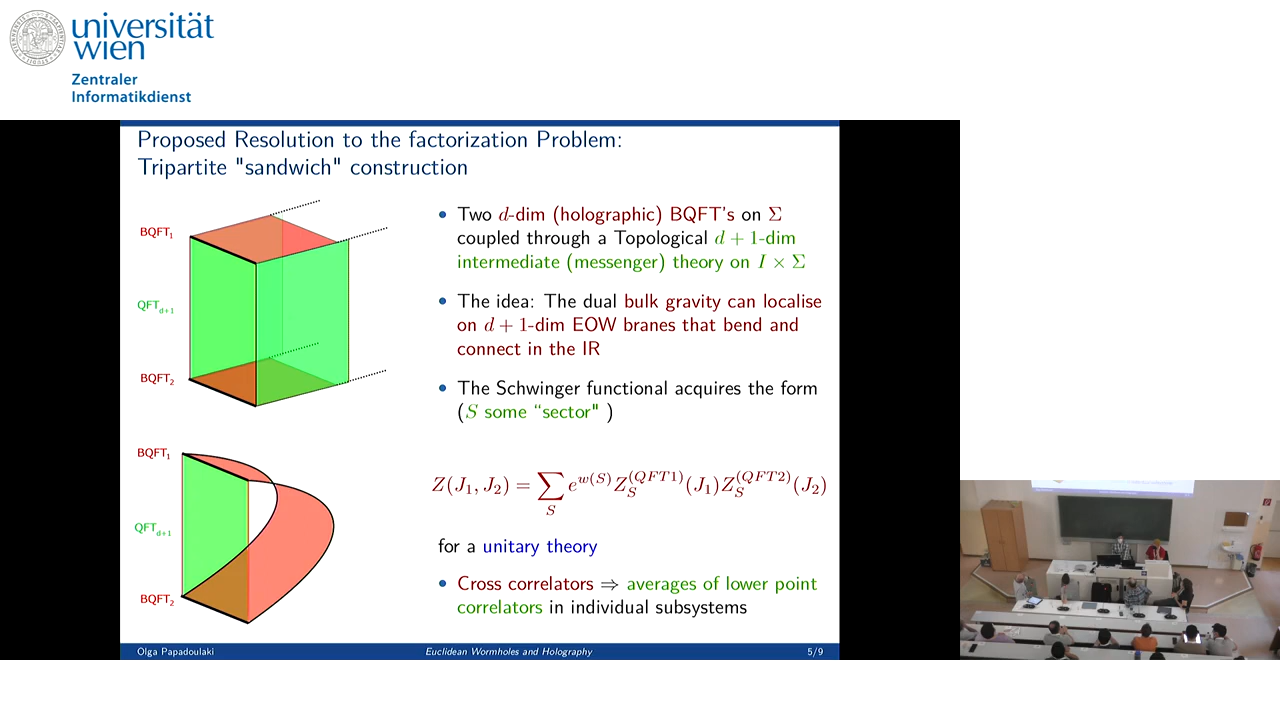 universität
wien
Zentraler
Informatikdienst
Proposed Resolution to the factorization Problem:
Tripartite "sandwich" construction
BQFT₁
QFT_{d+1}
BQFT₂
BQFT₁
QFT_{d+1}
BQFT₂
• Two d-dim (holographic) BQFT's on Σ
coupled through a Topological d + 1-dim
intermediate (messenger) theory on I × Σ
• The idea: The dual bulk gravity can localise
on d + 1-dim EOW branes that bend and
connect in the IR
• The Schwinger functional acquires the form
(S some “sector" )
Z(J₁, J₂) = ∑_S e^{w(S)} Z_S^{(QFT1)}(J₁) Z_S^{(QFT2)}(J₂)
for a unitary theory
• Cross correlators ⇒ averages of lower point
correlators in individual subsystems
Olga Papadoulaki
Euclidean Wormholes and Holography
5/9